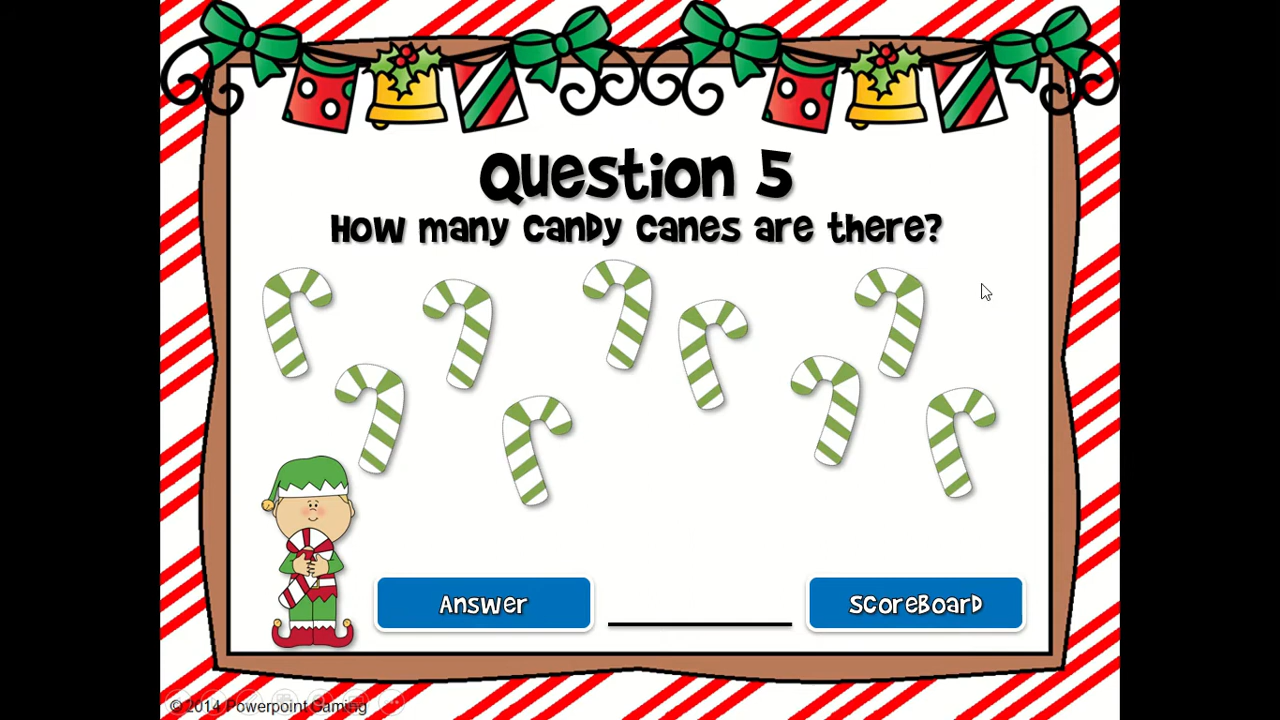 Question 5
How many candy canes are there?
Answer
ScoreBoard
©2014 Powerpoint Gaming